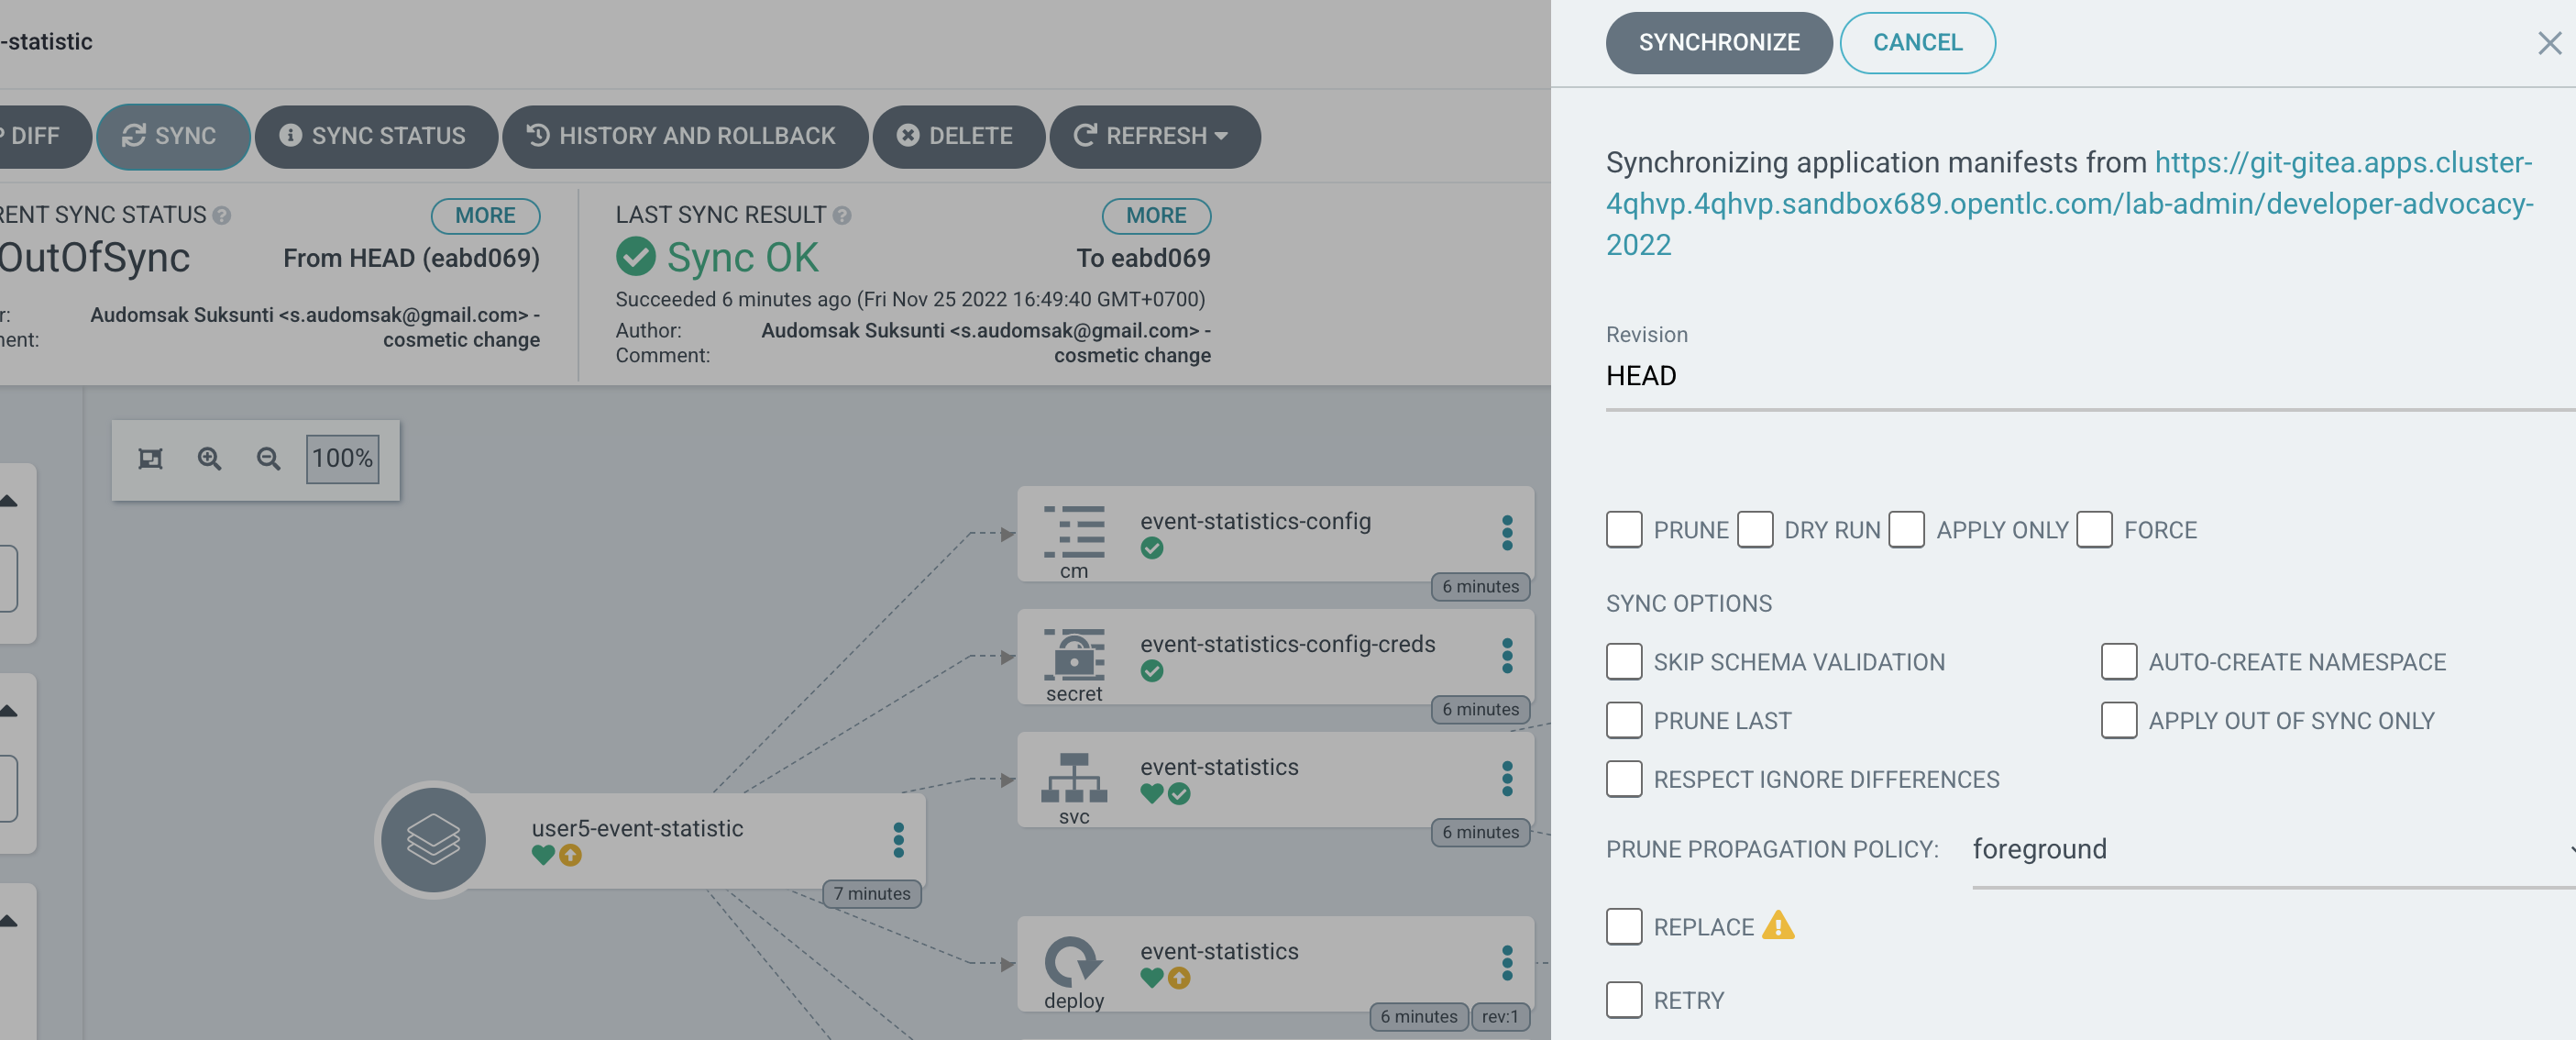 -statistic
SYNCHRONIZE CANCEL
P DIFF SYNC SYNC STATUS HISTORY AND ROLLBACK DELETE REFRESH
RENT SYNC STATUS MORE
OutOfSync From HEAD (eabd069)
r: Audomsak Suksunti <s.audomsak@gmail.com> -
nent: cosmetic change
LAST SYNC RESULT MORE
Sync OK To eabd069
Succeeded 6 minutes ago (Fri Nov 25 2022 16:49:40 GMT+0700)
Author: Audomsak Suksunti <s.audomsak@gmail.com> -
Comment: cosmetic change
100%
event-statistics-config
cm
6 minutes
event-statistics-config-creds
secret
6 minutes
event-statistics
svc
6 minutes
user5-event-statistic
7 minutes
event-statistics
deploy
6 minutes rev:1
Synchronizing application manifests from https://git-gitea.apps.cluster-
4qhvp.4qhvp.sandbox689.opentlc.com/lab-admin/developer-advocacy-
2022
Revision
HEAD
PRUNE DRY RUN APPLY ONLY FORCE
SYNC OPTIONS
SKIP SCHEMA VALIDATION AUTO-CREATE NAMESPACE
PRUNE LAST APPLY OUT OF SYNC ONLY
RESPECT IGNORE DIFFERENCES
PRUNE PROPAGATION POLICY: foreground
REPLACE
RETRY